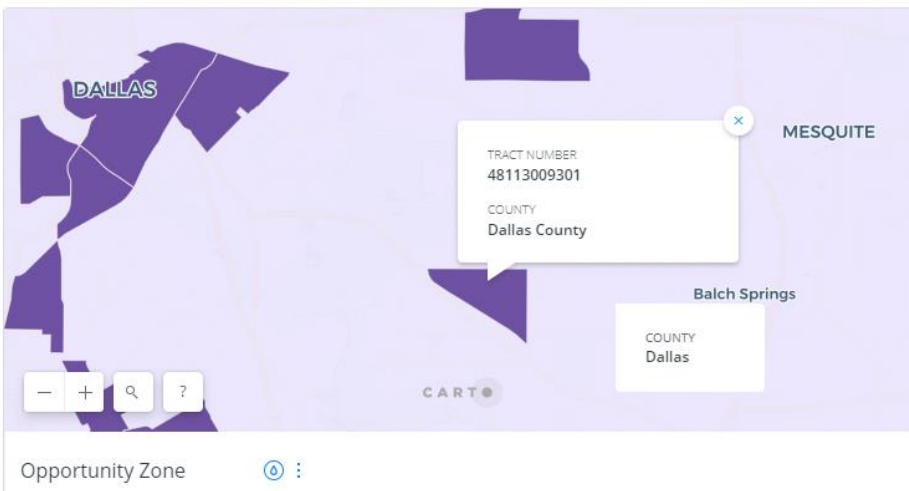 DALLAS
MESQUITE
TRACT NUMBER
48113009301
COUNTY
Dallas County
Balch Springs
COUNTY
Dallas
− + ?
CARTO
Opportunity Zone